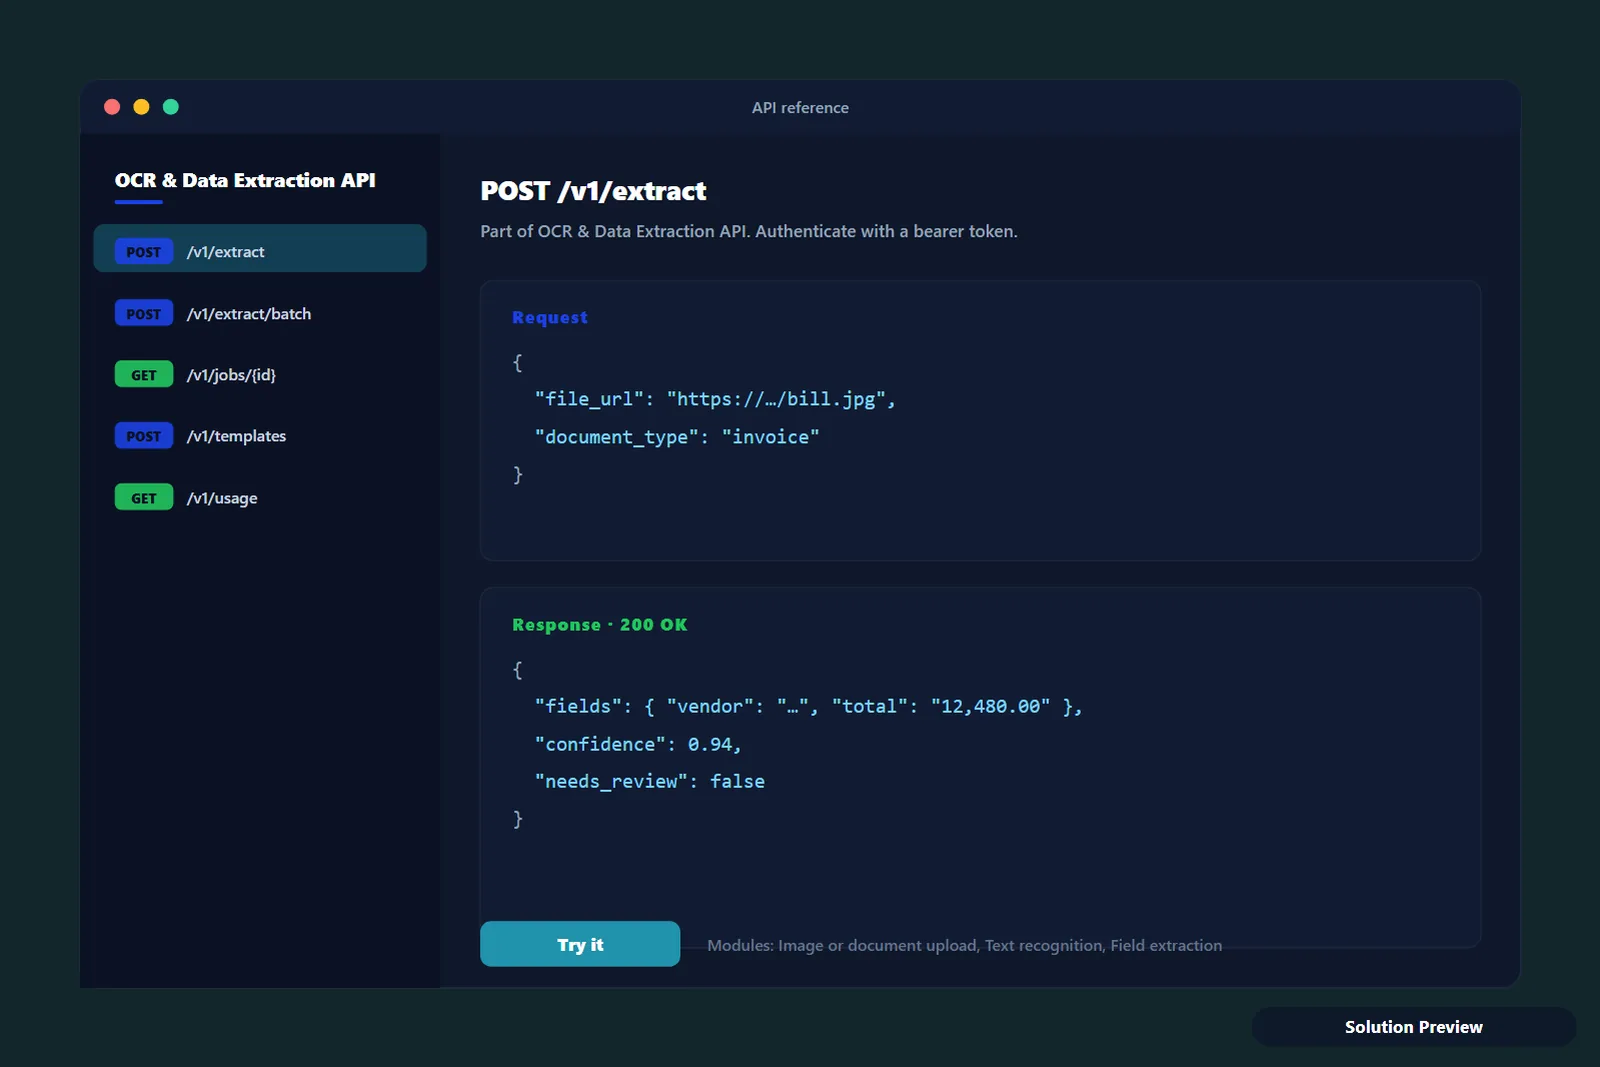 API reference
OCR & Data Extraction API
POST /v1/extract
POST /v1/extract/batch
GET /v1/jobs/{id}
POST /v1/templates
GET /v1/usage
POST /v1/extract
Part of OCR & Data Extraction API. Authenticate with a bearer token.
Request
{
"file_url": "https://…/bill.jpg",
"document_type": "invoice"
}
Response · 200 OK
{
"fields": { "vendor": "…", "total": "12,480.00" },
"confidence": 0.94,
"needs_review": false
}
Try it
Modules: Image or document upload, Text recognition, Field extraction
Solution Preview